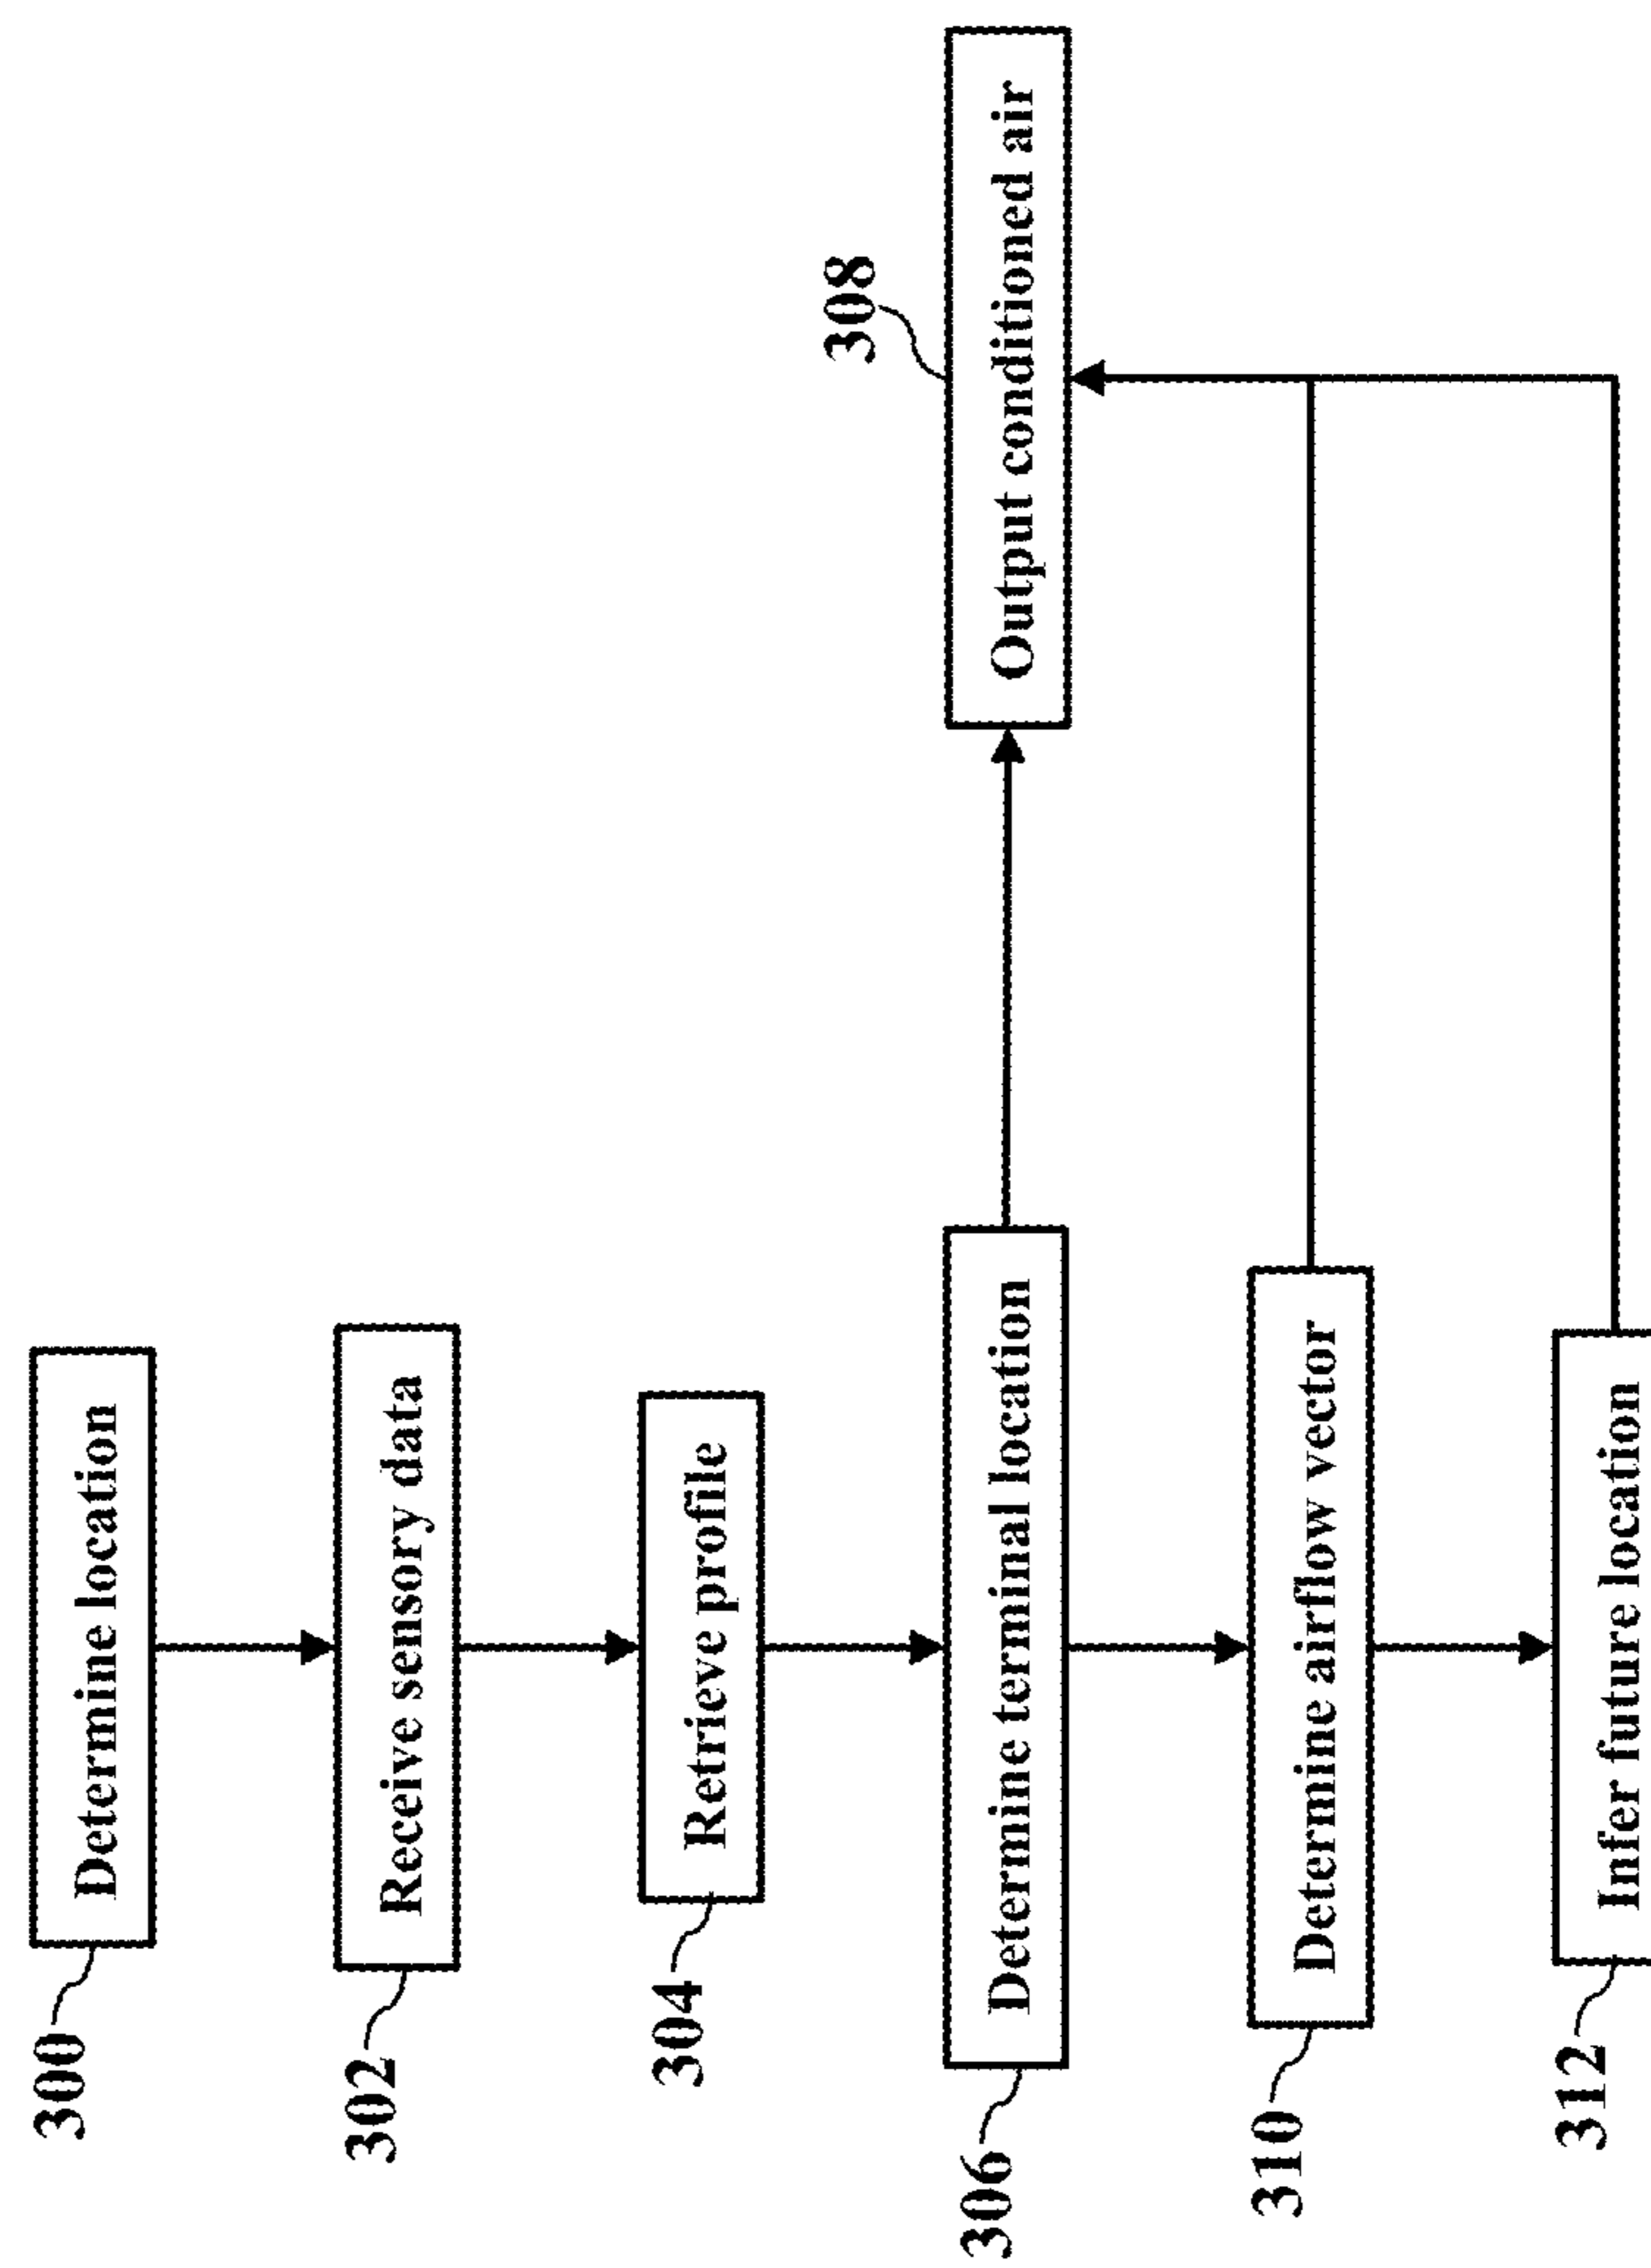 300
Determine location
302
Receive sensory data
304
Retrieve profile
306
Determine terminal location
308
Output conditioned air
310
Determine airflow vector
312
Infer future location